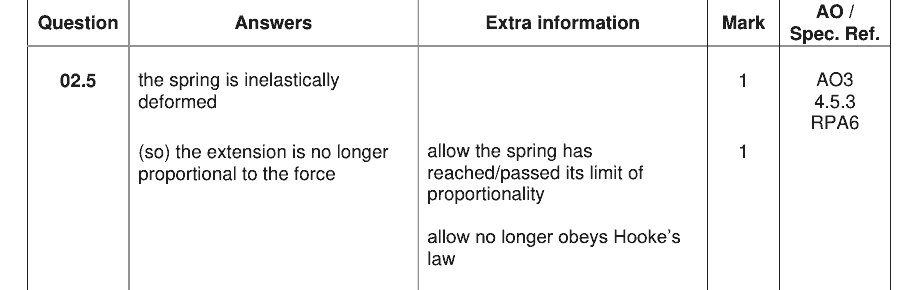 Question Answers Extra information Mark AO /
Spec. Ref.
02.5 the spring is inelastically 1 AO3
deformed 4.5.3
RPA6
(so) the extension is no longer allow the spring has 1
proportional to the force reached/passed its limit of
proportionality
allow no longer obeys Hooke's
law